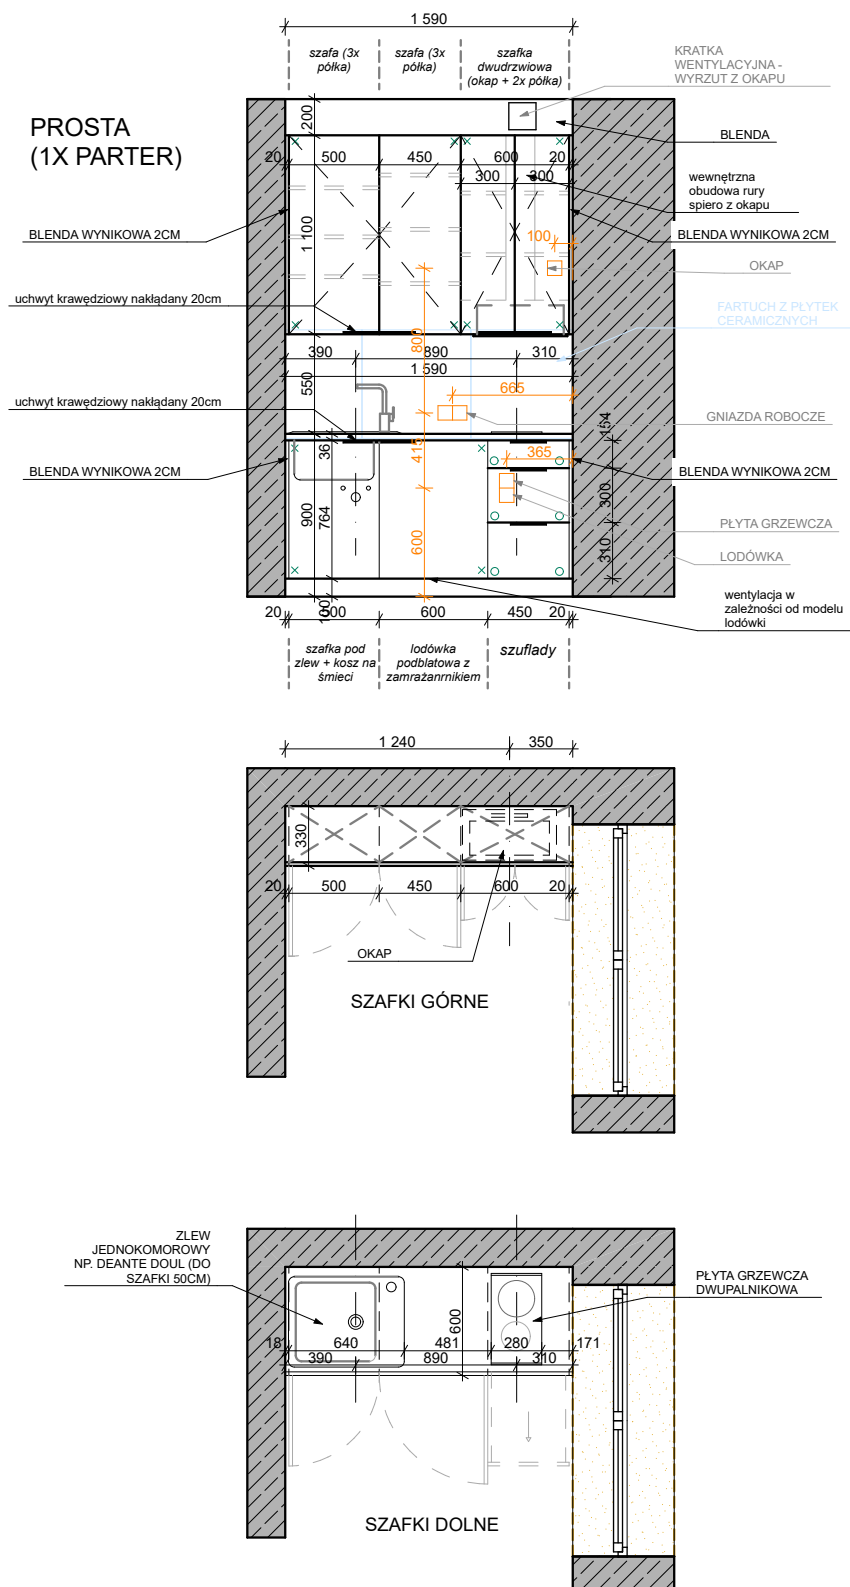 1 590
szafa (3x
półka)
szafa (3x
półka)
szafka
dwudrzwiowa
(okap + 2x półka)
KRATKA
WENTYLACYJNA -
WYRZUT Z OKAPU
PROSTA
(1X PARTER)
200
BLENDA
20
500
450
600
20
300
300
wewnętrzna
obudowa rury
spiero z okapu
1 100
BLENDA WYNIKOWA 2CM
100
BLENDA WYNIKOWA 2CM
OKAP
uchwyt krawędziowy nakłądany 20cm
FARTUCH Z PŁYTEK
CERAMICZNYCH
800
390
890
310
1 590
550
665
uchwyt krawędziowy nakłądany 20cm
GNIAZDA ROBOCZE
154
36
415
365
BLENDA WYNIKOWA 2CM
BLENDA WYNIKOWA 2CM
900
764
300
PŁYTA GRZEWCZA
600
310
LODÓWKA
wentylacja w
zależności od modelu
lodówki
100
20
500
600
450
20
szafka pod
zlew + kosz na
śmieci
lodówka
podblatowa z
zamrażanrnikiem
szuflady
1 240
350
330
20
500
450
600
20
OKAP
SZAFKI GÓRNE
ZLEW
JEDNOKOMOROWY
NP. DEANTE DOUL (DO
SZAFKI 50CM)
PŁYTA GRZEWCZA
DWUPALNIKOWA
600
18
640
481
280
171
390
890
310
SZAFKI DOLNE